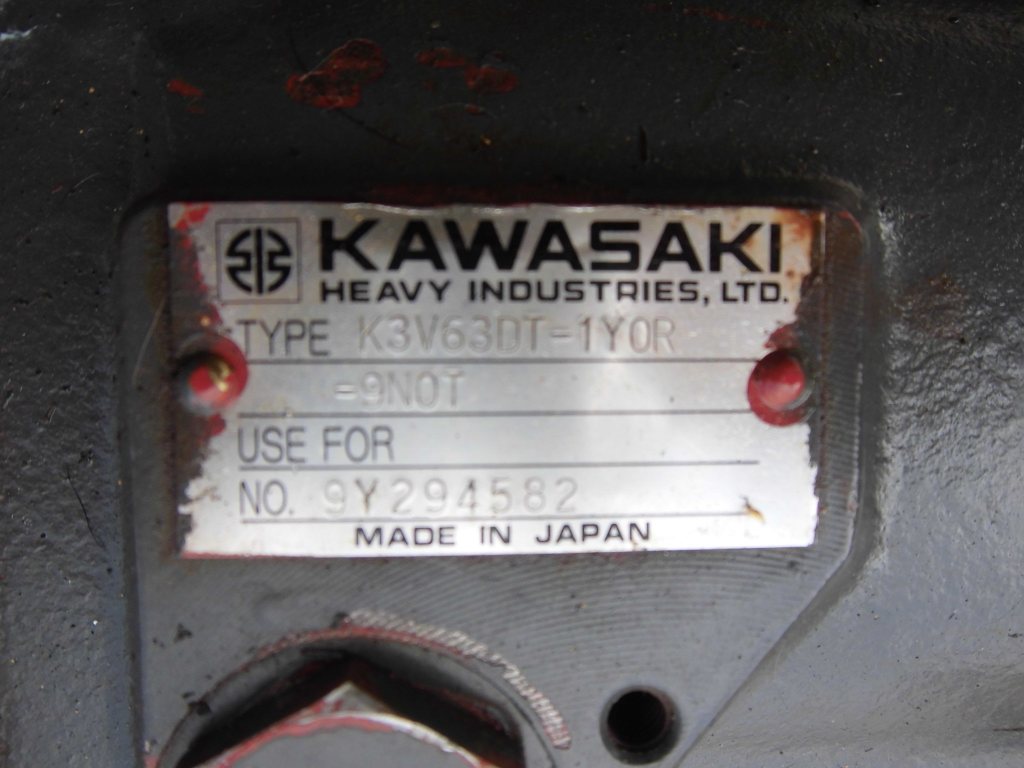 KAWASAKI
HEAVY INDUSTRIES, LTD.
TYPE K3V63DT-1Y0R
-9N0T
USE FOR
NO. 9Y294582
MADE IN JAPAN